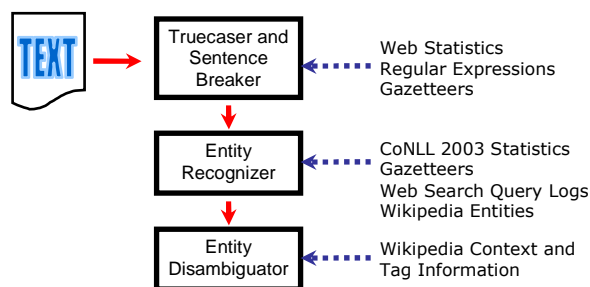 TEXT
Truecaser and
Sentence
Breaker
Web Statistics
Regular Expressions
Gazetteers
Entity
Recognizer
CoNLL 2003 Statistics
Gazetteers
Web Search Query Logs
Wikipedia Entities
Entity
Disambiguator
Wikipedia Context and
Tag Information